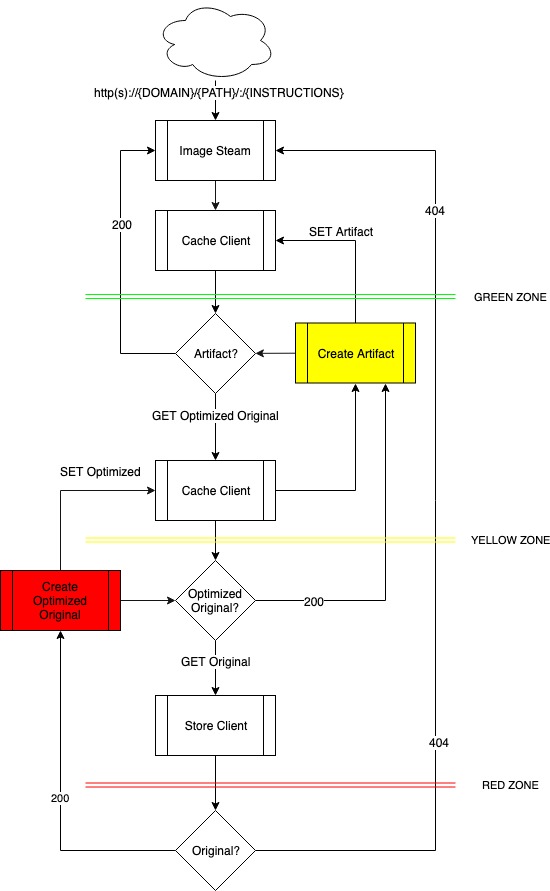 http(s)://{DOMAIN}/{PATH}/:/{INSTRUCTIONS}
Image Steam
200
404
Cache Client
SET Artifact
GREEN ZONE
Artifact?
Create Artifact
GET Optimized Original
SET Optimized
Cache Client
YELLOW ZONE
Create
Optimized
Original
Optimized
Original?
200
GET Original
Store Client
404
RED ZONE
200
Original?